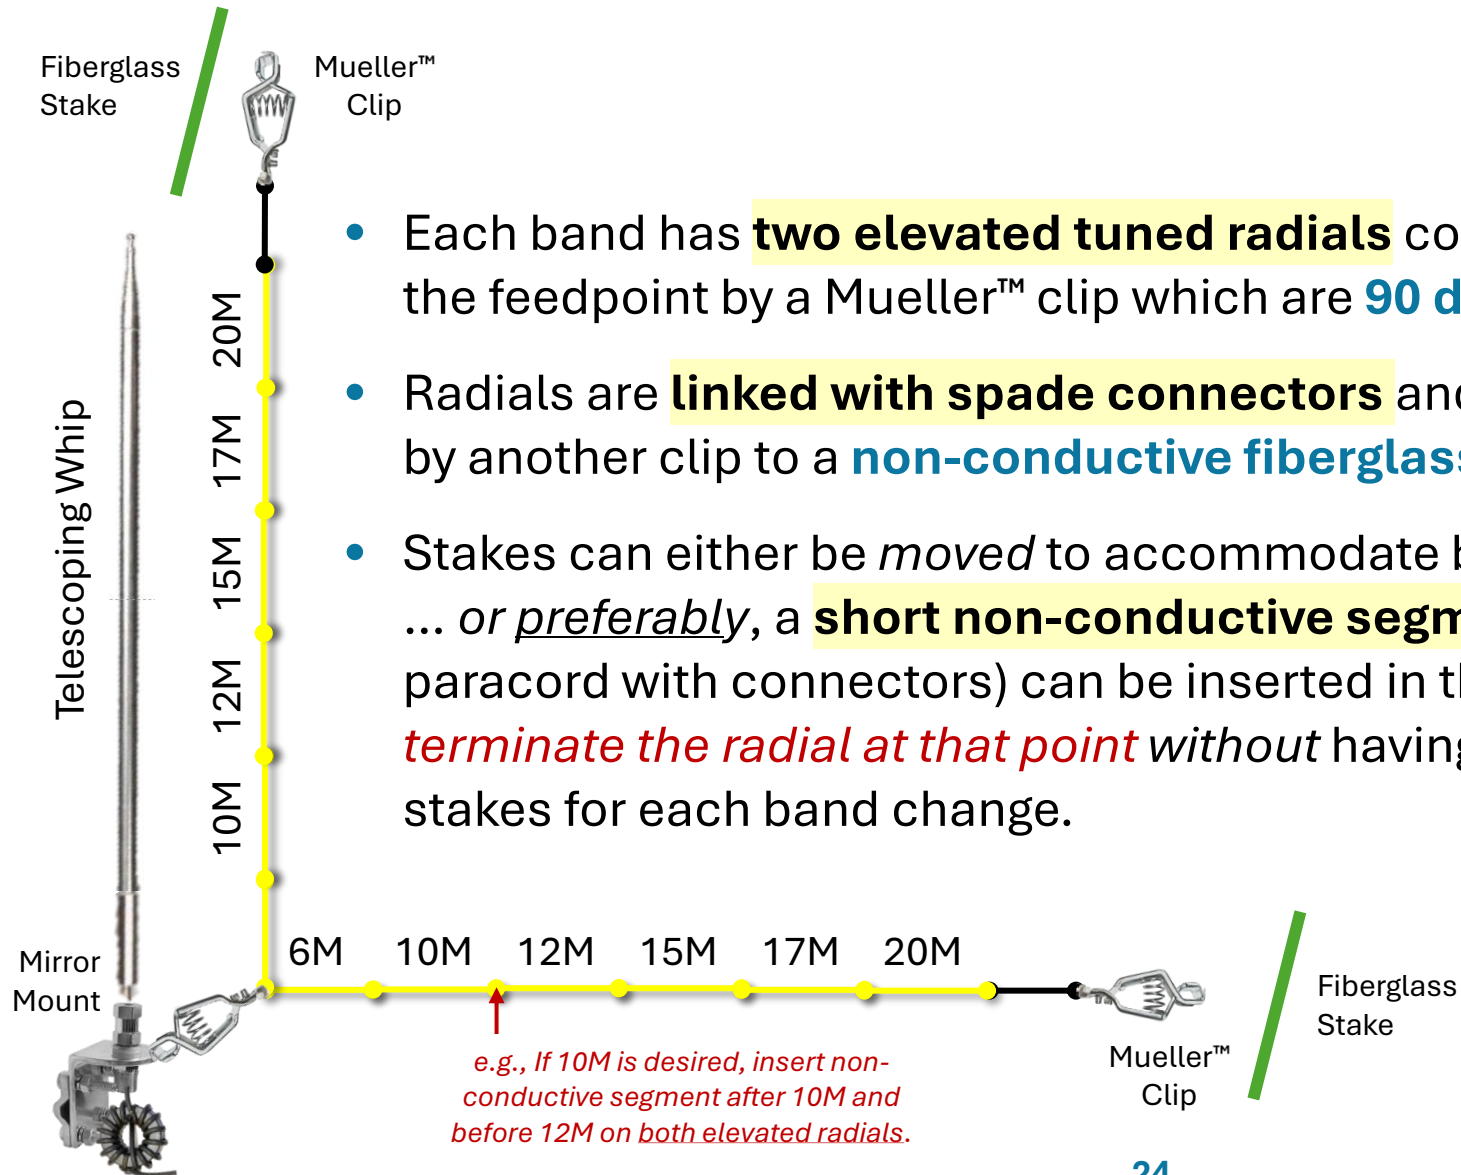 Fiberglass
Stake
Mueller™
Clip
• Each band has two elevated tuned radials co
the feedpoint by a Mueller™ clip which are 90 d
• Radials are linked with spade connectors and
by another clip to a non-conductive fiberglass
• Stakes can either be moved to accommodate b
... or preferably, a short non-conductive segm
paracord with connectors) can be inserted in th
terminate the radial at that point without having
stakes for each band change.
Telescoping Whip
20M
17M
15M
12M
10M
6M 10M 12M 15M 17M 20M
Mirror
Mount
e.g., If 10M is desired, insert non-
conductive segment after 10M and
before 12M on both elevated radials.
Mueller™
Clip
Fiberglass
Stake
24